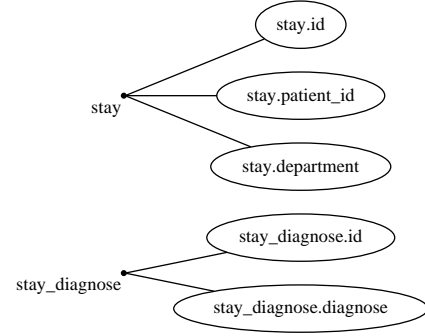 stay.id
stay.patient_id
stay
stay.department
stay_diagnose.id
stay_diagnose
stay_diagnose.diagnose